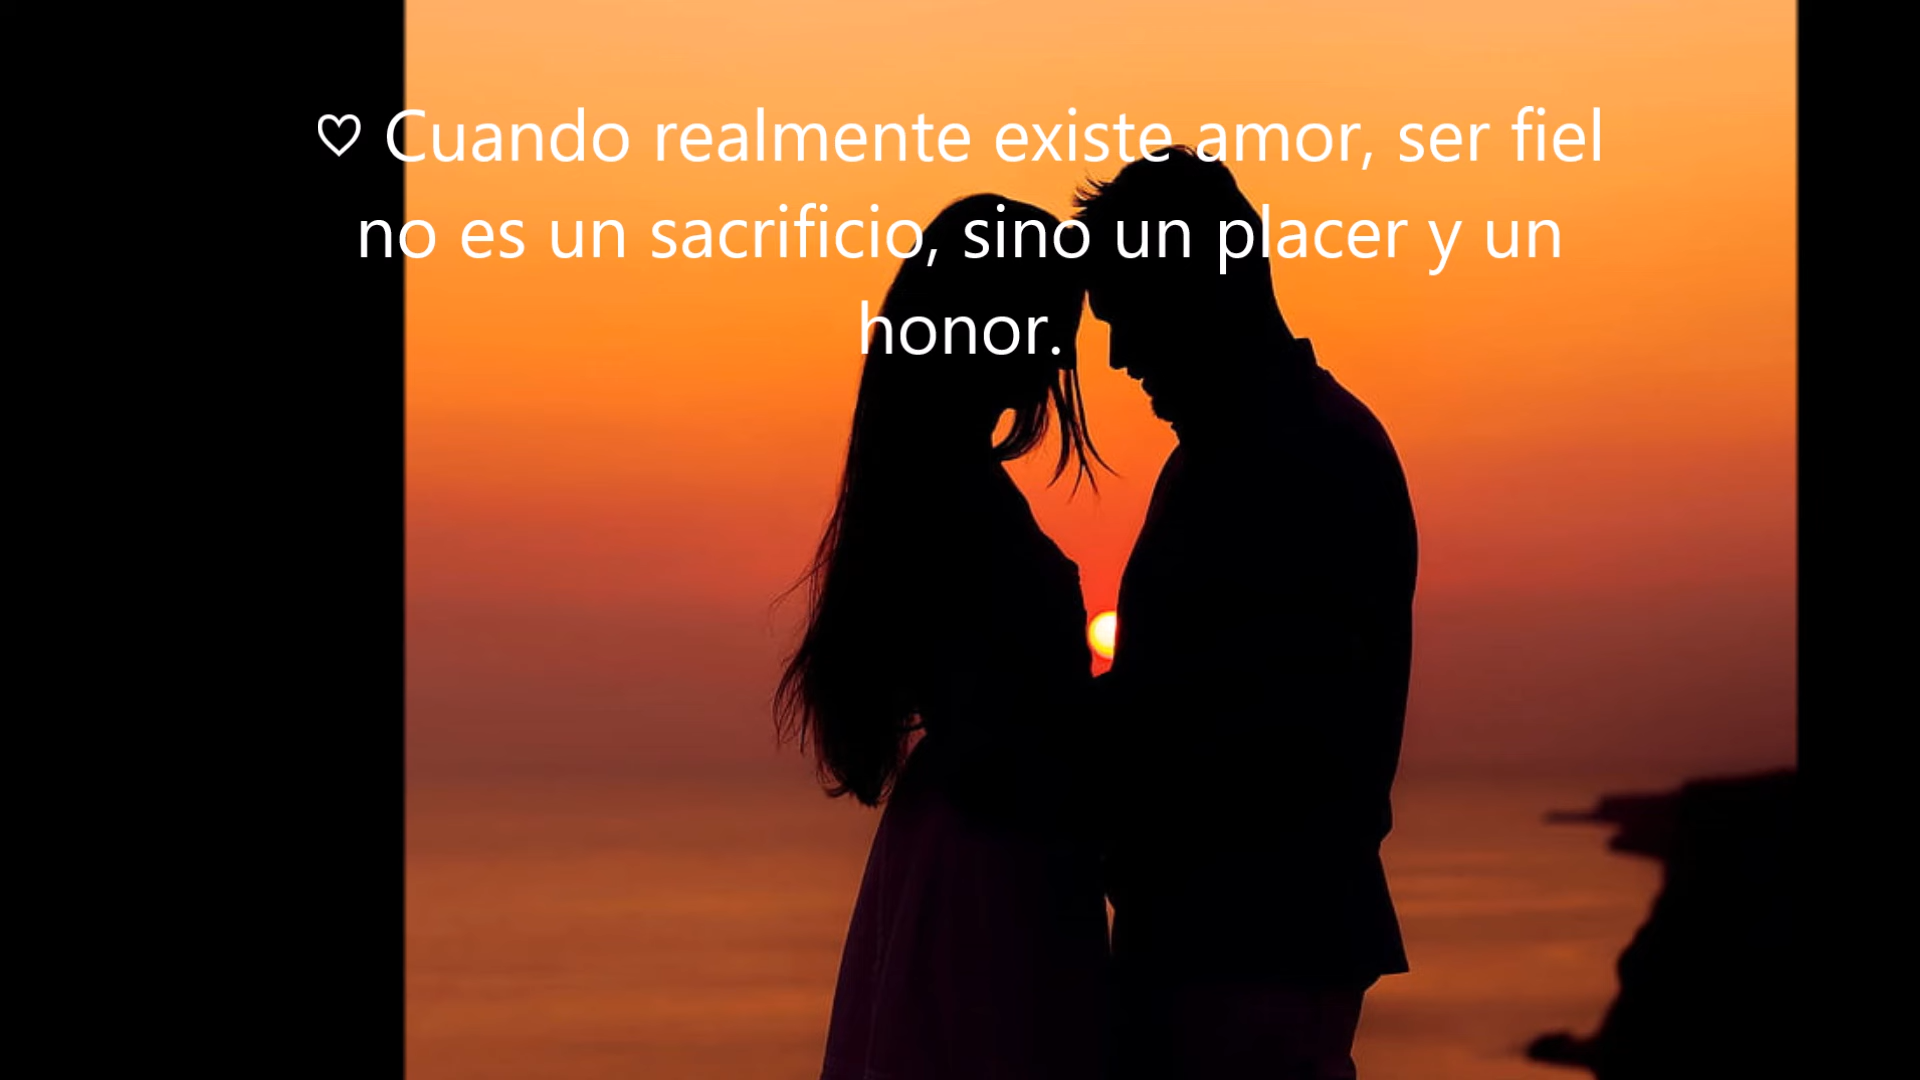 ♡ Cuando realmente existe amor, ser fiel
no es un sacrificio, sino un placer y un
honor.